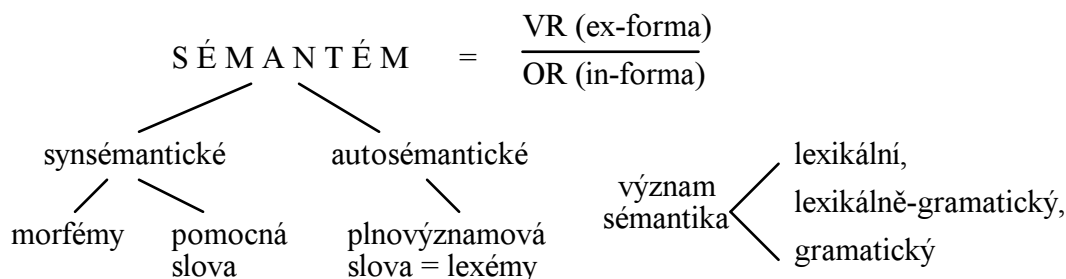 VR (ex-forma)
S É M A N T É M =
OR (in-forma)
synsémantické autosémantické
morfémy pomocná slova
plnovýznamová slova = lexémy
význam sémantika
lexikální,
lexikálně-gramatický,
gramatický